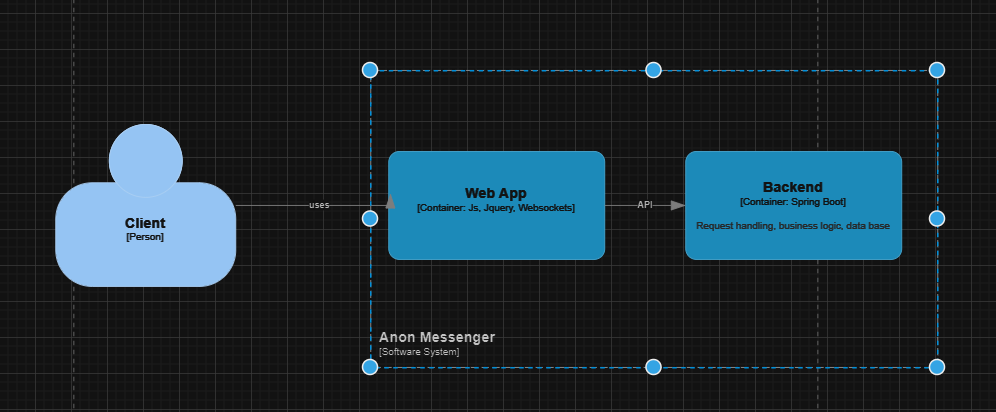 Client
[Person]
uses
Web App
[Container: Js, Jquery, Websockets]
API
Backend
[Container: Spring Boot]
Request handling, business logic, data base
Anon Messenger
[Software System]